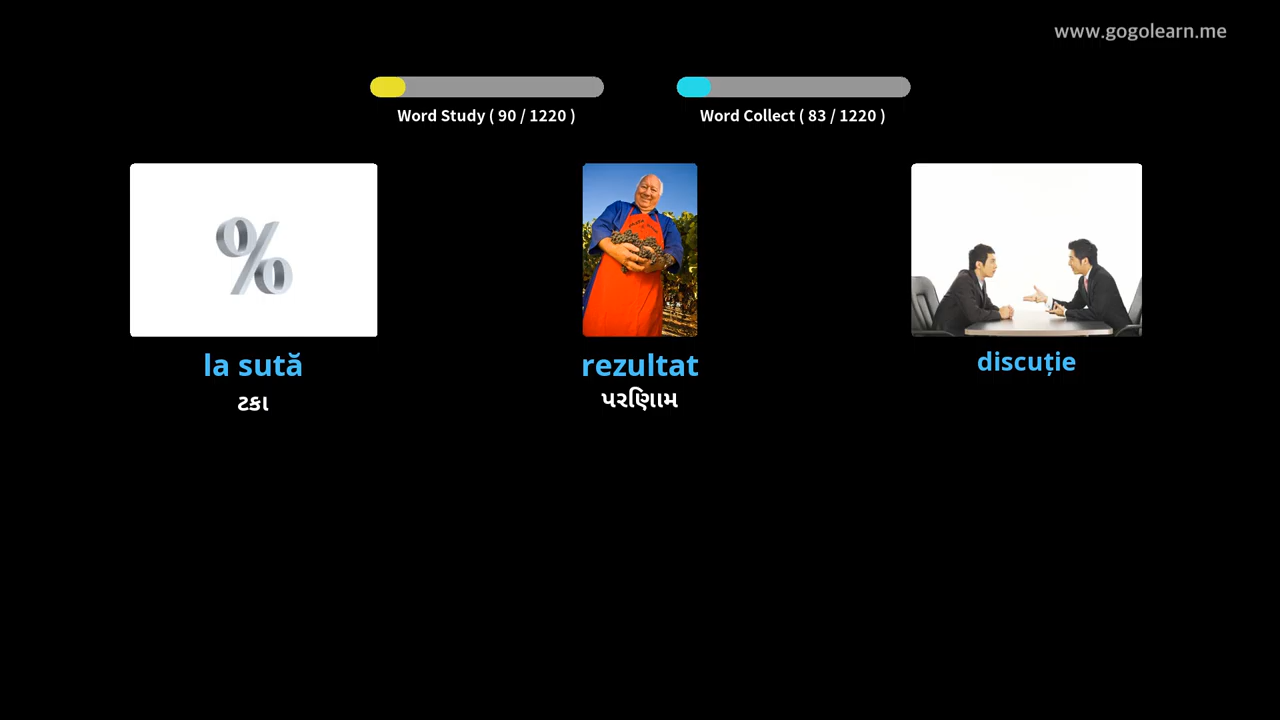 www.gogolearn.me
Word Study ( 90 / 1220 )
Word Collect ( 83 / 1220 )
la sută
rezultat
discuție
ટકા
પરિણામ